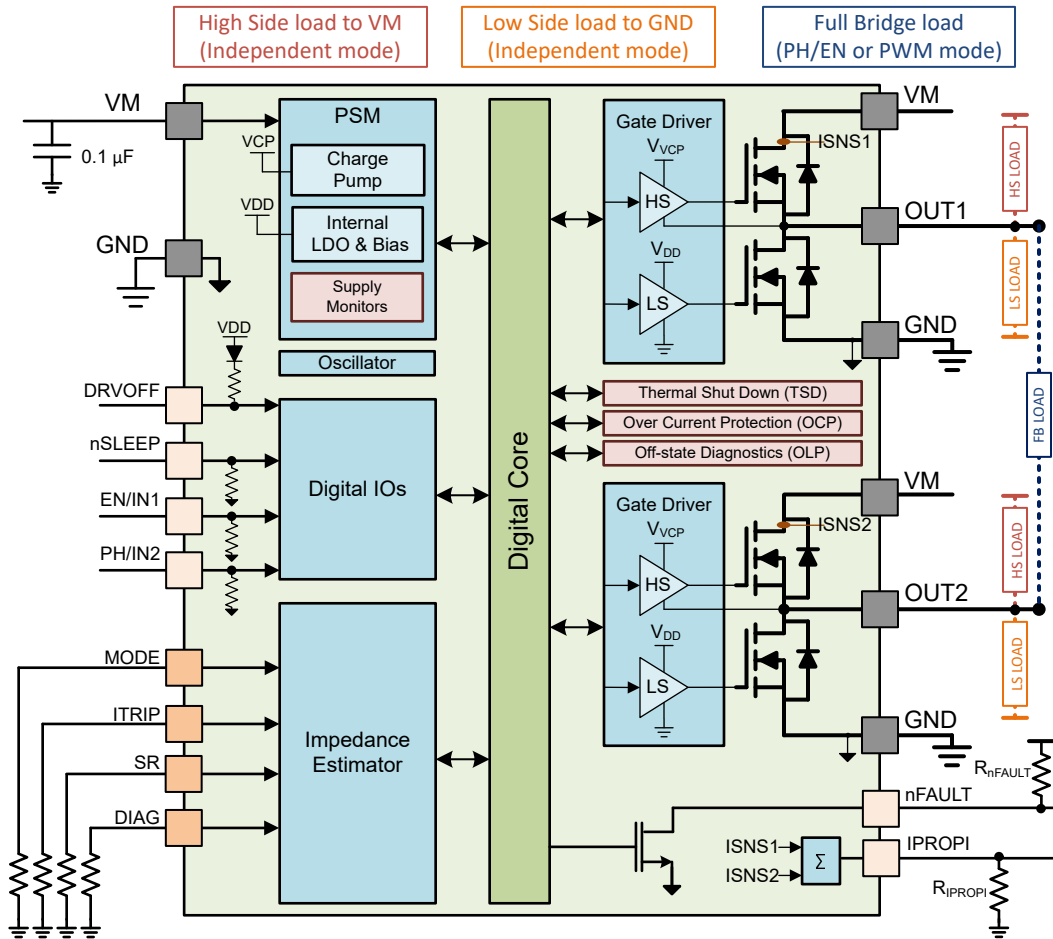 High Side load to VM
(Independent mode)
Low Side load to GND
(Independent mode)
Full Bridge load
(PH/EN or PWM mode)
VM
0.1 µF
GND
PSM
VCP
Charge
Pump
VDD
Internal
LDO & Bias
Supply
Monitors
Oscillator
VDD
DRVOFF
nSLEEP
EN/IN1
PH/IN2
Digital IOs
MODE
ITRIP
SR
DIAG
Impedance
Estimator
Digital Core
Gate Driver
VVCP
HS
VDD
LS
ISNS1
VM
OUT1
GND
HS LOAD
LS LOAD
FB LOAD
Thermal Shut Down (TSD)
Over Current Protection (OCP)
Off-state Diagnostics (OLP)
Gate Driver
VVCP
HS
VDD
LS
ISNS2
VM
OUT2
GND
HS LOAD
LS LOAD
RnFAULT
nFAULT
IPROPI
ISNS1
ISNS2
Σ
RIPROPI